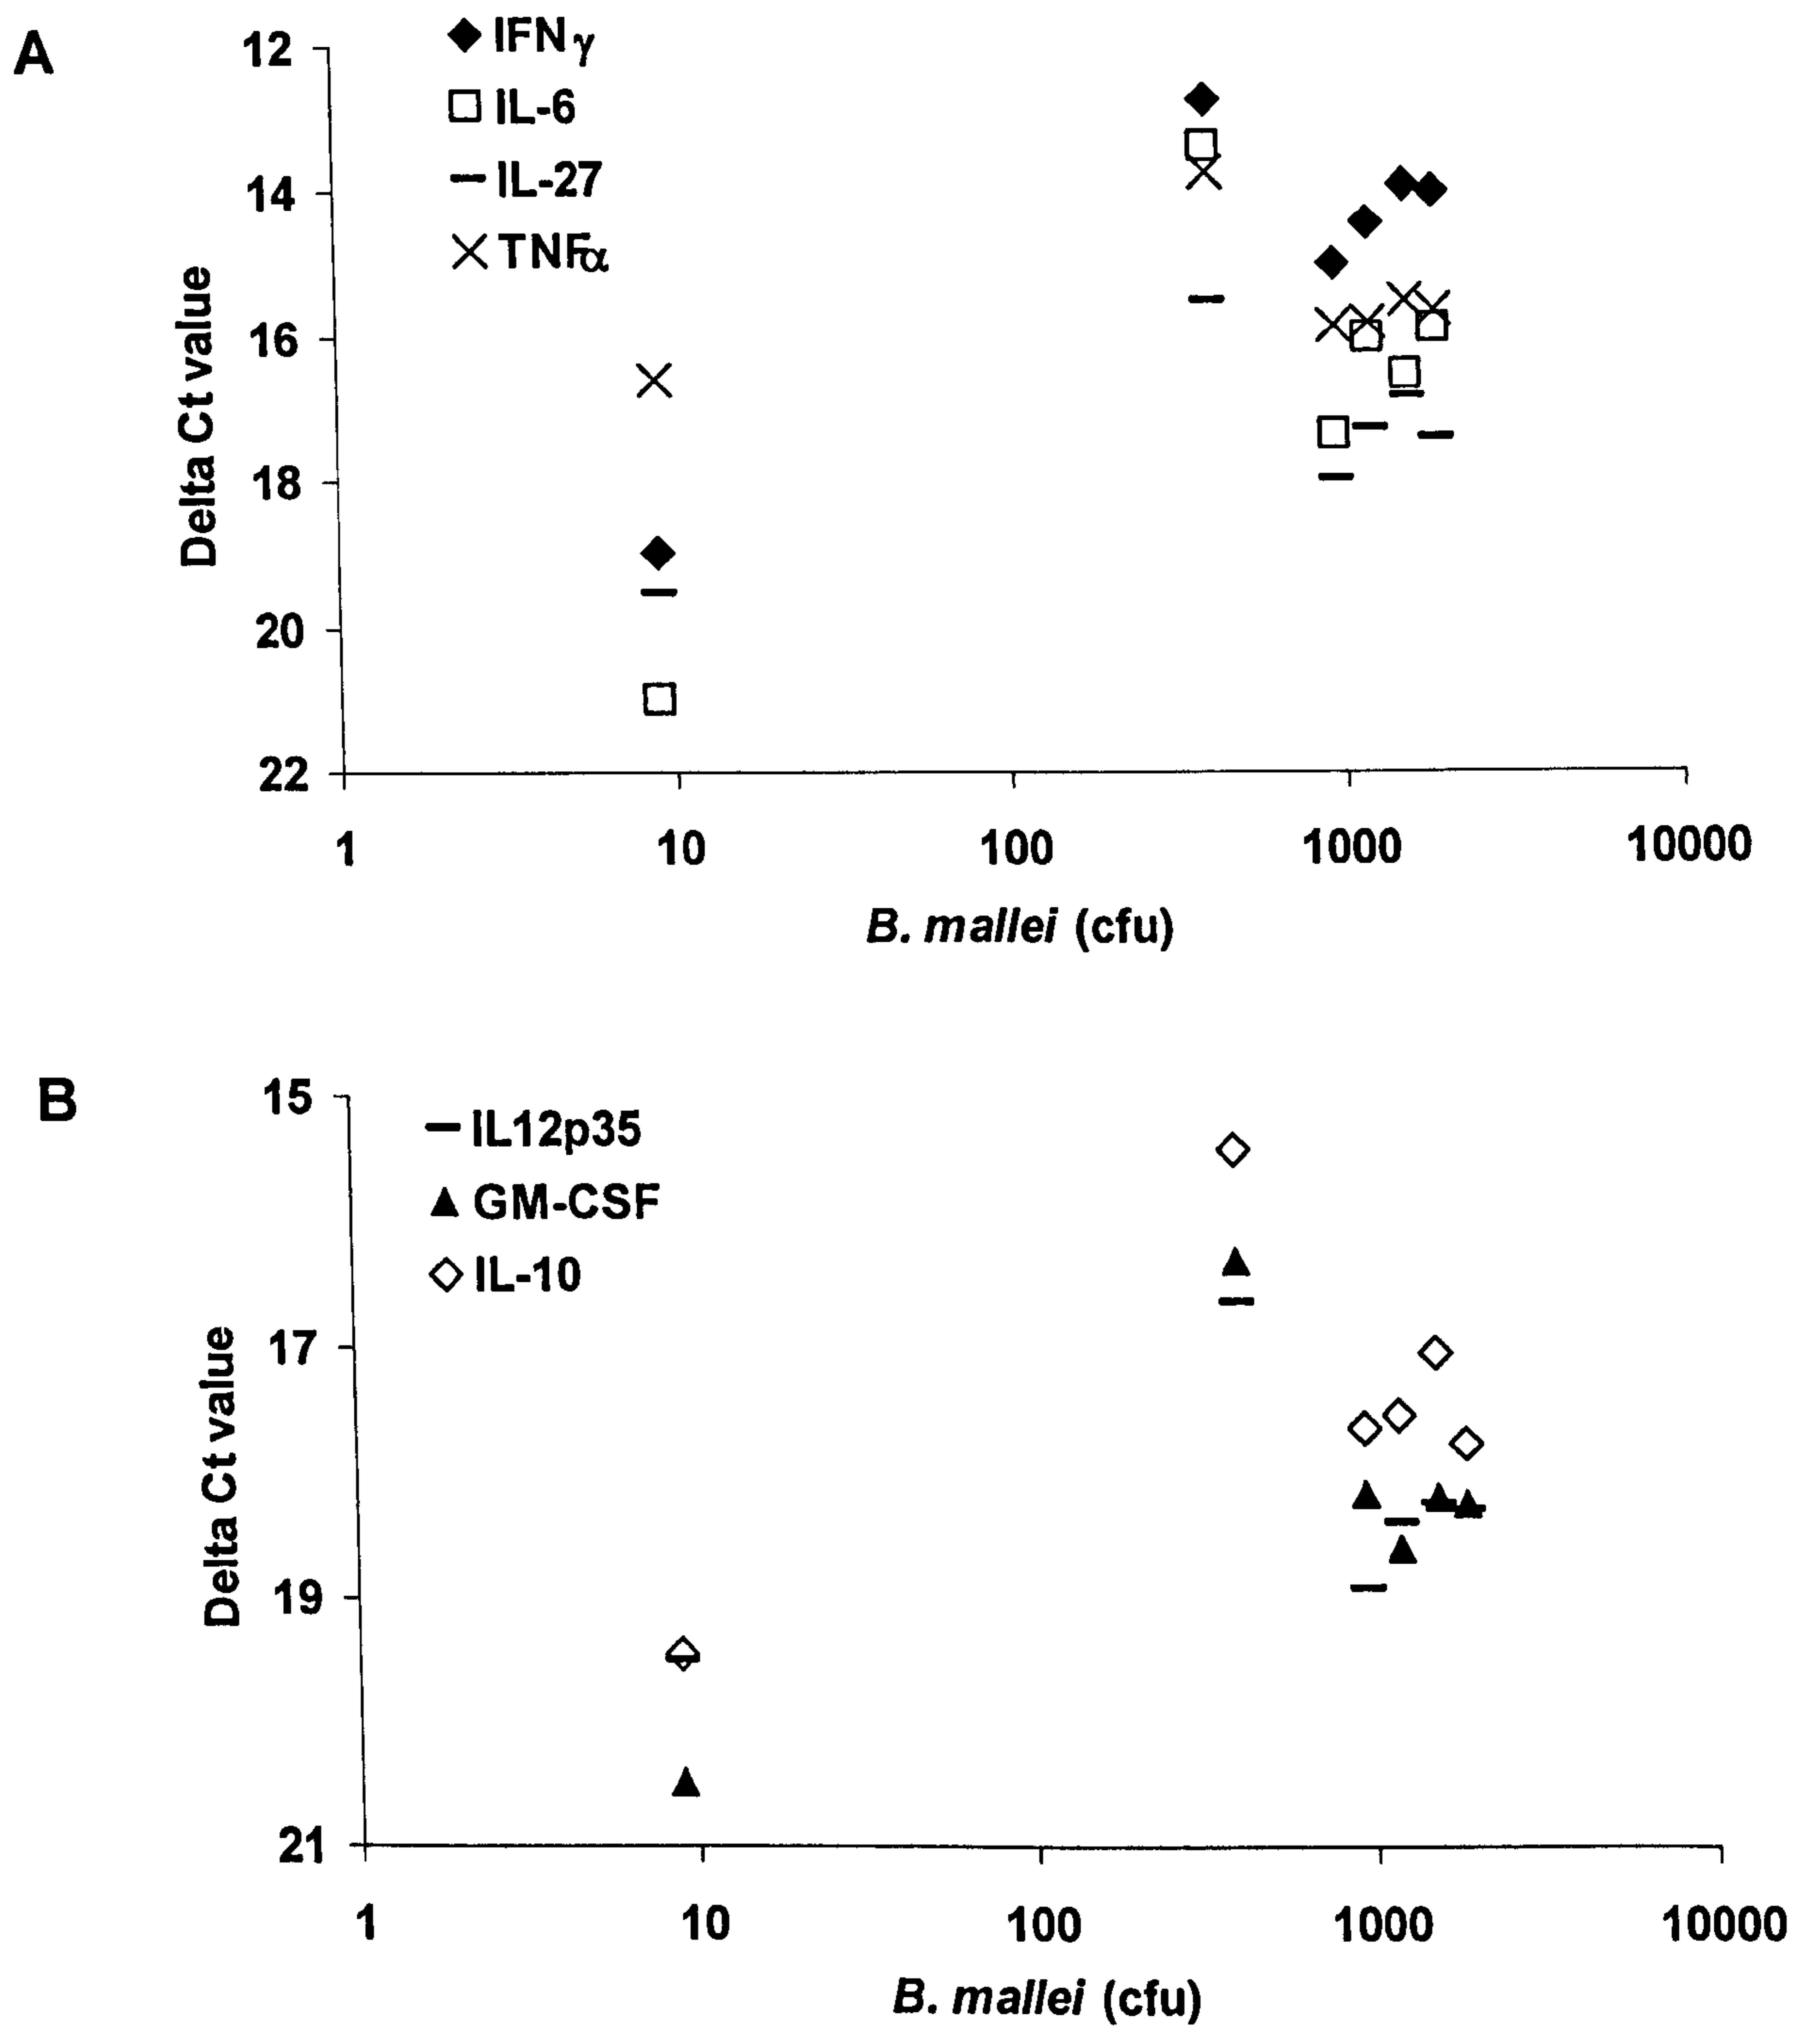 A
IFNγ
IL-6
IL-27
TNFα
12
14
16
18
20
22
Delta Ct value
1 10 100 1000 10000
B. mallei (cfu)
B
IL12p35
GM-CSF
IL-10
15
17
19
21
Delta Ct value
1 10 100 1000 10000
B. mallei (cfu)